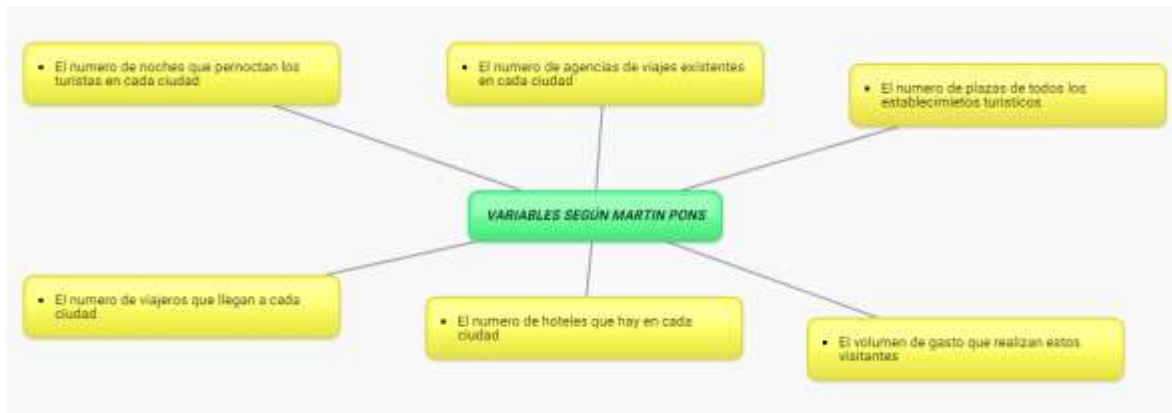 • El numero de noches que pernoctan los
turistas en cada ciudad
• El numero de agencias de viajes existentes
en cada ciudad
• El numero de plazas de todos los
establecimietos turisticos
VARIABLES SEGÚN MARTIN PONS
• El numero de viajeros que llegan a cada
ciudad
• El numero de hoteles que hay en cada
ciudad
• El volumen de gasto que realizan estos
visitantes